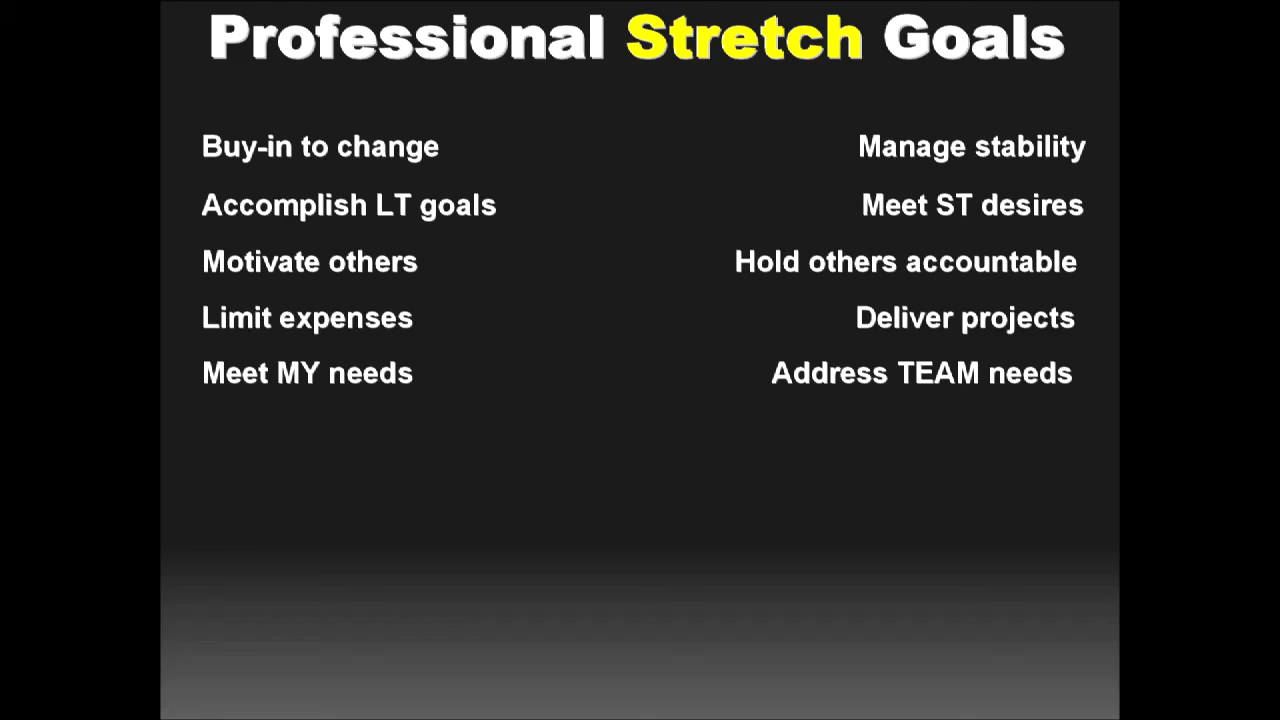 Professional Stretch Goals
Buy-in to change Manage stability
Accomplish LT goals Meet ST desires
Motivate others Hold others accountable
Limit expenses Deliver projects
Meet MY needs Address TEAM needs